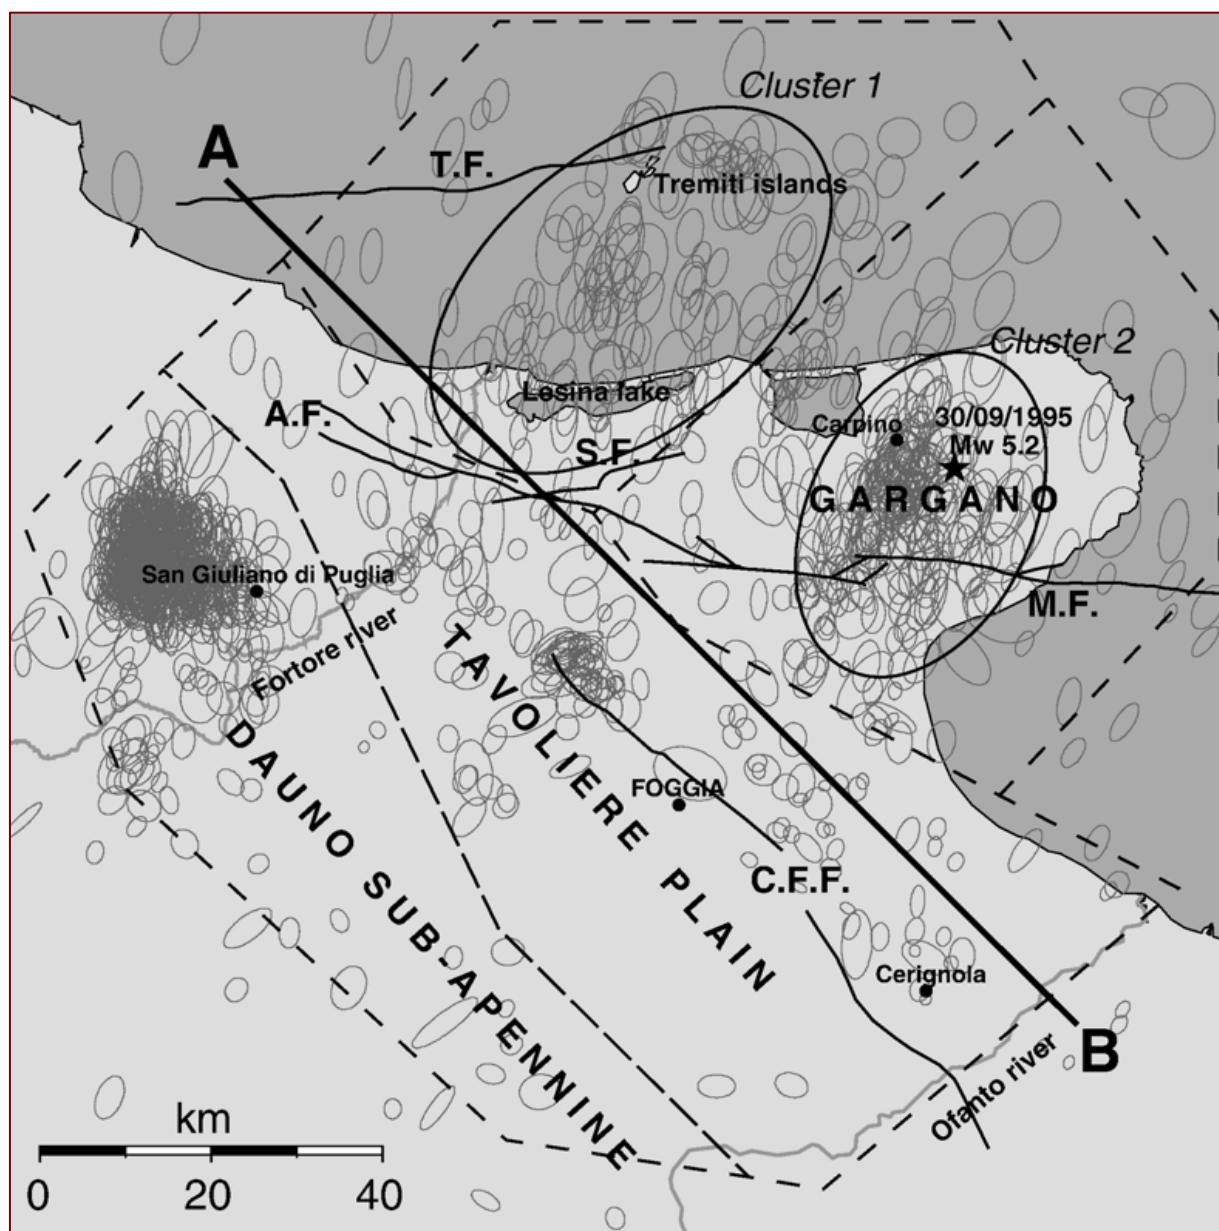 Cluster 1
A
T.F.
Tremiti islands
Cluster 2
Lesina lake
A.F.
S.F.
Carpino
30/09/1995
Mw 5.2
GARGANO
San Giuliano di Puglia
M.F.
Fortore river
TAVOLIERE PLAIN
DAUNO SUB-APENNINE
FOGGIA
C.F.F.
Cerignola
B
Ofanto river
km
0 20 40